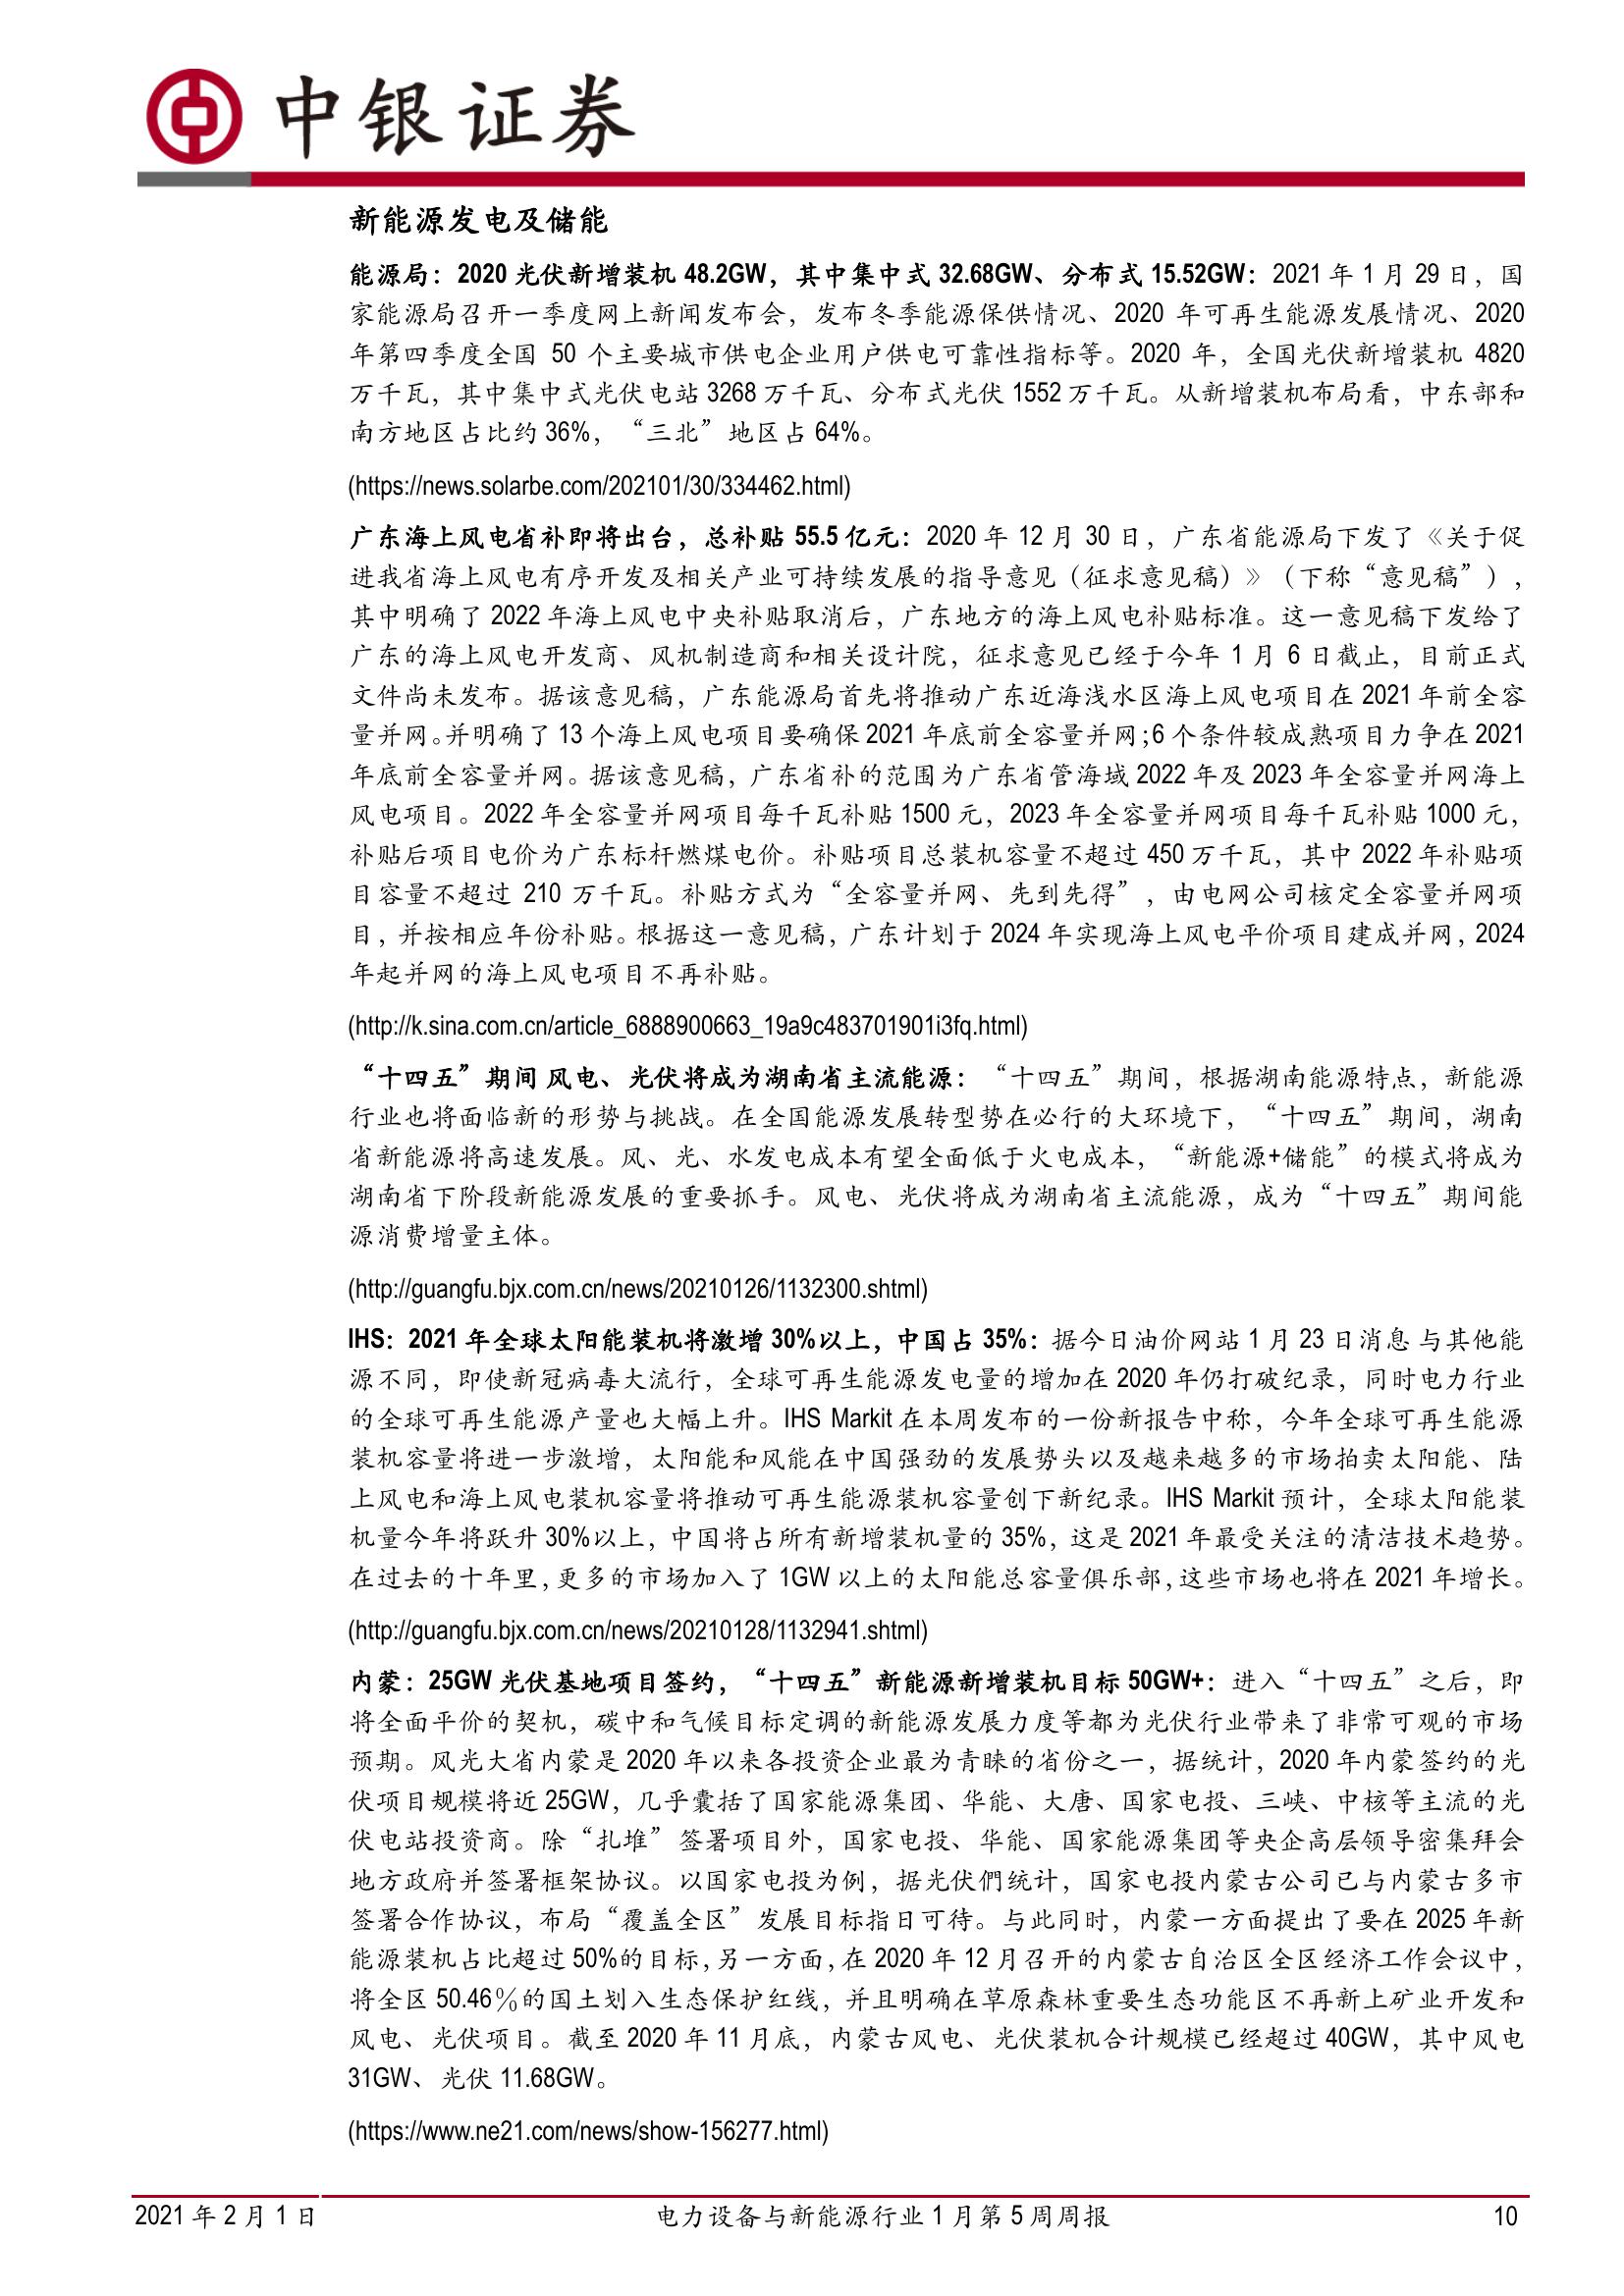 中银证券
新能源发电及储能
能源局：2020 光伏新增装机 48.2GW，其中集中式 32.68GW、分布式 15.52GW：2021 年 1 月 29 日，国
家能源局召开一季度网上新闻发布会，发布冬季能源保供情况、2020 年可再生能源发展情况、2020
年第四季度全国 50 个主要城市供电企业用户供电可靠性指标等。2020 年，全国光伏新增装机 4820
万千瓦，其中集中式光伏电站 3268 万千瓦、分布式光伏 1552 万千瓦。从新增装机布局看，中东部和
南方地区占比约 36%，“三北”地区占 64%。
(https://news.solarbe.com/202101/30/334462.html)
广东海上风电省补即将出台，总补贴 55.5 亿元：2020 年 12 月 30 日，广东省能源局下发了《关于促
进我省海上风电有序开发及相关产业可持续发展的指导意见（征求意见稿）》（下称“意见稿”），
其中明确了 2022 年海上风电中央补贴取消后，广东地方的海上风电补贴标准。这一意见稿下发给了
广东的海上风电开发商、风机制造商和相关设计院，征求意见已经于今年 1 月 6 日截止，目前正式
文件尚未发布。据该意见稿，广东能源局首先将推动广东近海浅水区海上风电项目在 2021 年前全容
量并网。并明确了 13 个海上风电项目要确保 2021 年底前全容量并网；6 个条件较成熟项目力争在 2021
年底前全容量并网。据该意见稿，广东省补的范围为广东省管海域 2022 年及 2023 年全容量并网海上
风电项目。2022 年全容量并网项目每千瓦补贴 1500 元，2023 年全容量并网项目每千瓦补贴 1000 元，
补贴后项目电价为广东标杆燃煤电价。补贴项目总装机容量不超过 450 万千瓦，其中 2022 年补贴项
目容量不超过 210 万千瓦。补贴方式为“全容量并网、先到先得”，由电网公司核定全容量并网项
目，并按相应年份补贴。根据这一意见稿，广东计划于 2024 年实现海上风电平价项目建成并网，2024
年起并网的海上风电项目不再补贴。
(http://k.sina.com.cn/article_6888900663_19a9c483701901i3fq.html)
“十四五”期间 风电、光伏将成为湖南省主流能源：“十四五”期间，根据湖南能源特点，新能源
行业也将面临新的形势与挑战。在全国能源发展转型势在必行的大环境下，“十四五”期间，湖南
省新能源将高速发展。风、光、水发电成本有望全面低于火电成本，“新能源+储能”的模式将成为
湖南省下阶段新能源发展的重要抓手。风电、光伏将成为湖南省主流能源，成为“十四五”期间能
源消费增量主体。
(http://guangfu.bjx.com.cn/news/20210126/1132300.shtml)
IHS：2021 年全球太阳能装机将激增 30%以上，中国占 35%：据今日油价网站 1 月 23 日消息 与其他能
源不同，即使新冠病毒大流行，全球可再生能源发电量的增加在 2020 年仍打破纪录，同时电力行业
的全球可再生能源产量也大幅上升。IHS Markit 在本周发布的一份新报告中称，今年全球可再生能源
装机容量将进一步激增，太阳能和风能在中国强劲的发展势头以及越来越多的市场拍卖太阳能、陆
上风电和海上风电装机容量将推动可再生能源装机容量创下新纪录。IHS Markit 预计，全球太阳能装
机量今年将跃升 30%以上，中国将占所有新增装机量的 35%，这是 2021 年最受关注的清洁技术趋势。
在过去的十年里，更多的市场加入了 1GW 以上的太阳能总容量俱乐部，这些市场也将在 2021 年增长。
(http://guangfu.bjx.com.cn/news/20210128/1132941.shtml)
内蒙：25GW 光伏基地项目签约，“十四五”新能源新增装机目标 50GW+：进入“十四五”之后，即
将全面平价的契机，碳中和气候目标定调的新能源发展力度等都为光伏行业带来了非常可观的市场
预期。风光大省内蒙是 2020 年以来各投资企业最为青睐的省份之一，据统计，2020 年内蒙签约的光
伏项目规模将近 25GW，几乎囊括了国家能源集团、华能、大唐、国家电投、三峡、中核等主流的光
伏电站投资商。除“扎堆”签署项目外，国家电投、华能、国家能源集团等央企高层领导密集拜会
地方政府并签署框架协议。以国家电投为例，据光伏們统计，国家电投内蒙古公司已与内蒙古多市
签署合作协议，布局“覆盖全区”发展目标指日可待。与此同时，内蒙一方面提出了要在 2025 年新
能源装机占比超过 50%的目标，另一方面，在 2020 年 12 月召开的内蒙古自治区全区经济工作会议中，
将全区 50.46％的国土划入生态保护红线，并且明确在草原森林重要生态功能区不再新上矿业开发和
风电、光伏项目。截至 2020 年 11 月底，内蒙古风电、光伏装机合计规模已经超过 40GW，其中风电
31GW、光伏 11.68GW。
(https://www.ne21.com/news/show-156277.html)
2021 年 2 月 1 日 电力设备与新能源行业 1 月第 5 周周报 10